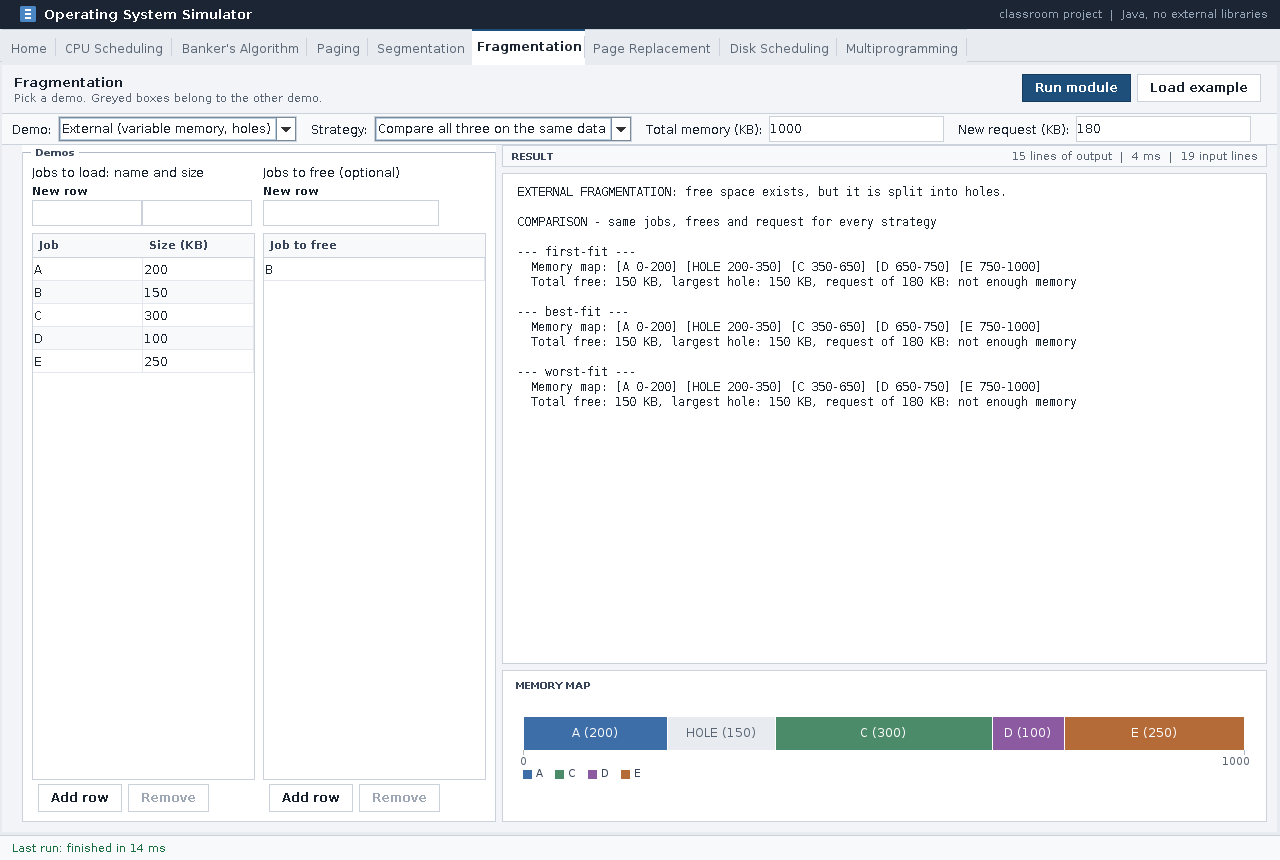 Operating System Simulator
classroom project | Java, no external libraries
Home CPU Scheduling Banker's Algorithm Paging Segmentation Fragmentation Page Replacement Disk Scheduling Multiprogramming
Fragmentation
Pick a demo. Greyed boxes belong to the other demo.
Run module Load example
Demo: External (variable memory, holes) Strategy: Compare all three on the same data Total memory (KB): 1000 New request (KB): 180
Demos
Jobs to load: name and size
New row
Job Size (KB)
A 200
B 150
C 300
D 100
E 250
Add row Remove
Jobs to free (optional)
New row
Job to free
B
Add row Remove
RESULT 15 lines of output | 4 ms | 19 input lines
EXTERNAL FRAGMENTATION: free space exists, but it is split into holes.
COMPARISON - same jobs, frees and request for every strategy
--- first-fit ---
Memory map: [A 0-200] [HOLE 200-350] [C 350-650] [D 650-750] [E 750-1000]
Total free: 150 KB, largest hole: 150 KB, request of 180 KB: not enough memory
--- best-fit ---
Memory map: [A 0-200] [HOLE 200-350] [C 350-650] [D 650-750] [E 750-1000]
Total free: 150 KB, largest hole: 150 KB, request of 180 KB: not enough memory
--- worst-fit ---
Memory map: [A 0-200] [HOLE 200-350] [C 350-650] [D 650-750] [E 750-1000]
Total free: 150 KB, largest hole: 150 KB, request of 180 KB: not enough memory
MEMORY MAP
A (200) HOLE (150) C (300) D (100) E (250)
0 1000
A C D E
Last run: finished in 14 ms